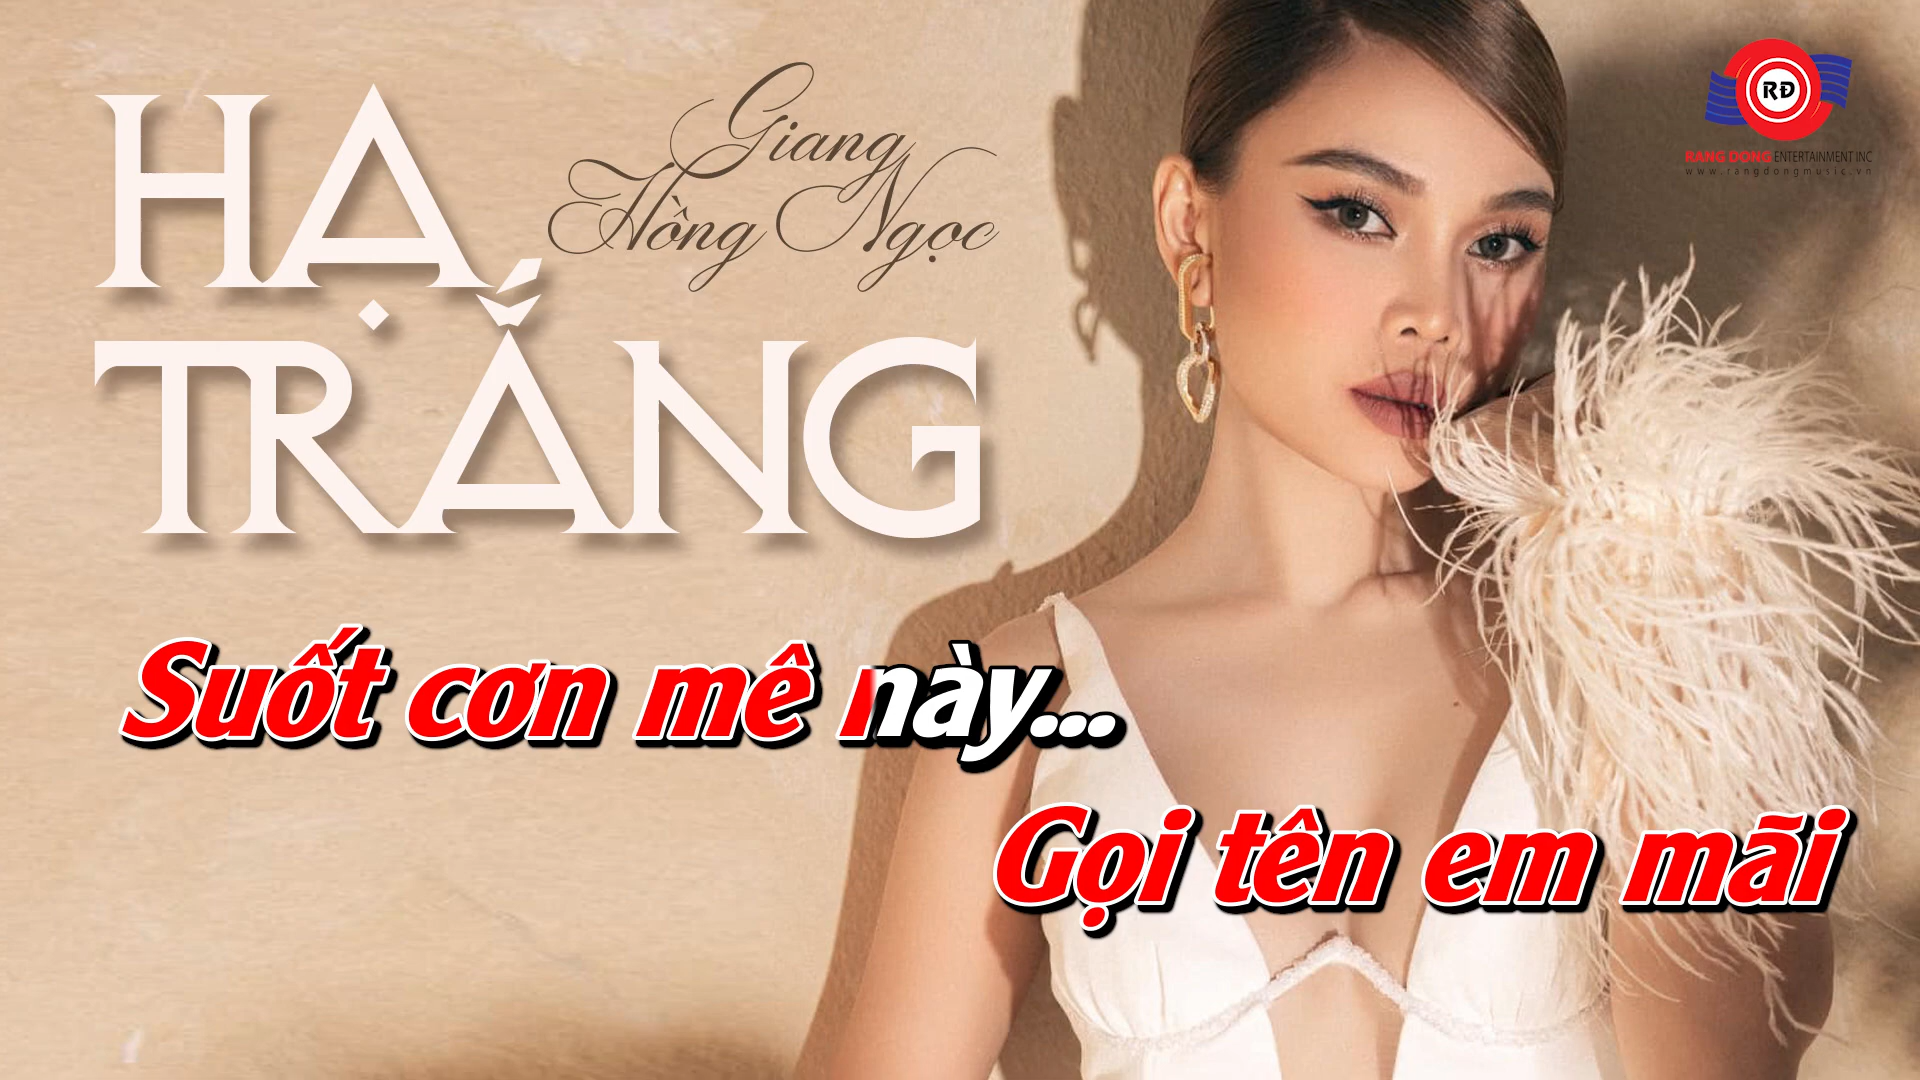 HẠ
TRẮNG
Giang
Hồng Ngọc
RĐ
RANG DONG ENTERTAINMENT INC
www.rangdongmusic.vn
Suốt cơn mê này...
Gọi tên em mãi